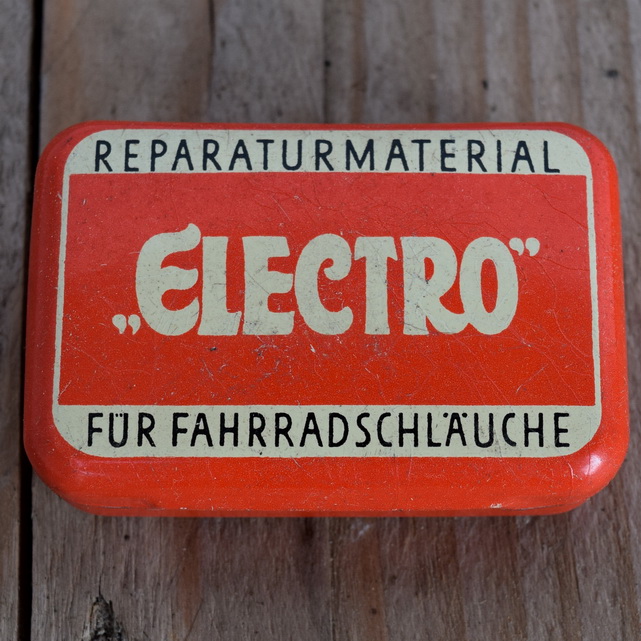 REPARATURMATERIAL
„ELECTRO”
FÜR FAHRRADSCHLÄUCHE